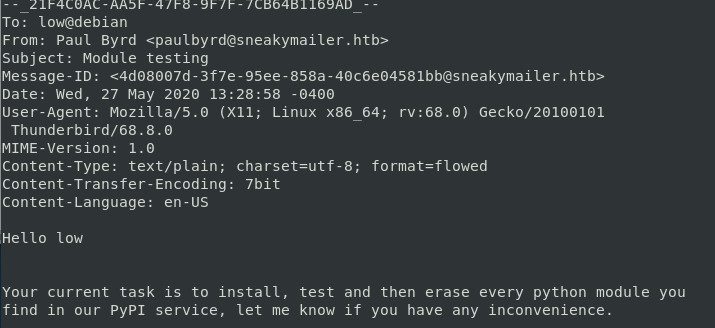 --_21F4C0AC-AA5F-47F8-9F7F-7CB64B1169AD_--
To: low@debian
From: Paul Byrd <paulbyrd@sneakymailer.htb>
Subject: Module testing
Message-ID: <4d08007d-3f7e-95ee-858a-40c6e04581bb@sneakymailer.htb>
Date: Wed, 27 May 2020 13:28:58 -0400
User-Agent: Mozilla/5.0 (X11; Linux x86_64; rv:68.0) Gecko/20100101
 Thunderbird/68.8.0
MIME-Version: 1.0
Content-Type: text/plain; charset=utf-8; format=flowed
Content-Transfer-Encoding: 7bit
Content-Language: en-US
Hello low
Your current task is to install, test and then erase every python module you
find in our PyPI service, let me know if you have any inconvenience.